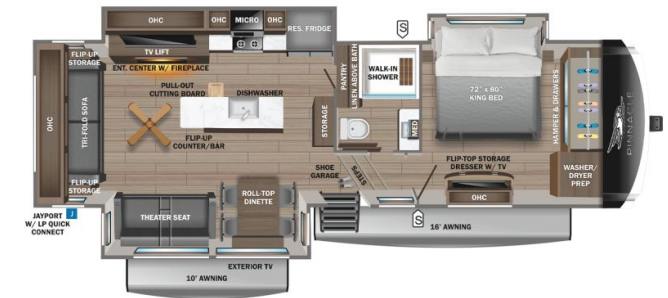 OHC
OHC
MICRO
OHC
RES. FRIDGE
FLIP-UP
STORAGE
TV LIFT
ENT. CENTER W/ FIREPLACE
PULL-OUT
CUTTING BOARD
DISHWASHER
OHC
TRI-FOLD SOFA
FLIP-UP
COUNTER/BAR
FLIP-UP
STORAGE
PANTRY
LINEN ABOVE BATH
WALK-IN
SHOWER
S
STORAGE
MED
72" x 80"
KING BED
HAMPER & DRAWERS
PINNACLE
WASHER/
DRYER
PREP
SHOE
GARAGE
STEPS
FLIP-TOP STORAGE
DRESSER W/ TV
OHC
S
JAYPORT J
W/ LP QUICK
CONNECT
THEATER SEAT
ROLL-TOP
DINETTE
16' AWNING
EXTERIOR TV
10' AWNING